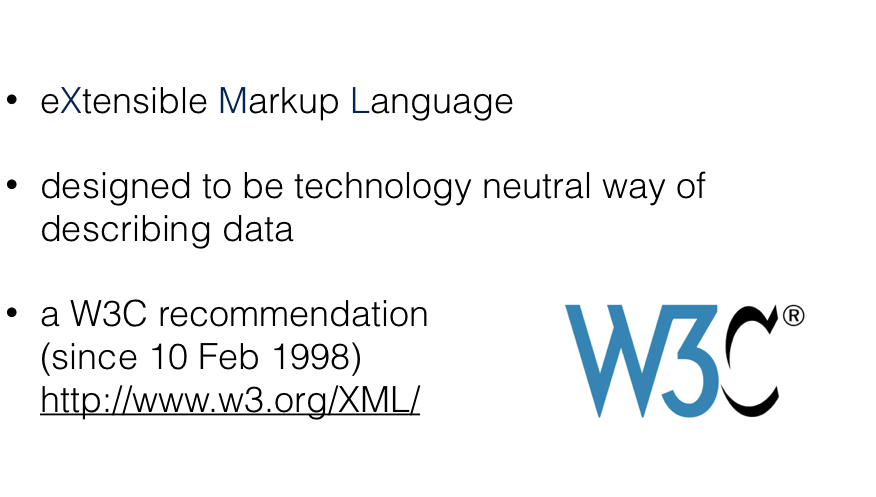 • eXtensible Markup Language
• designed to be technology neutral way of
describing data
• a W3C recommendation
(since 10 Feb 1998)
http://www.w3.org/XML/
W3C®